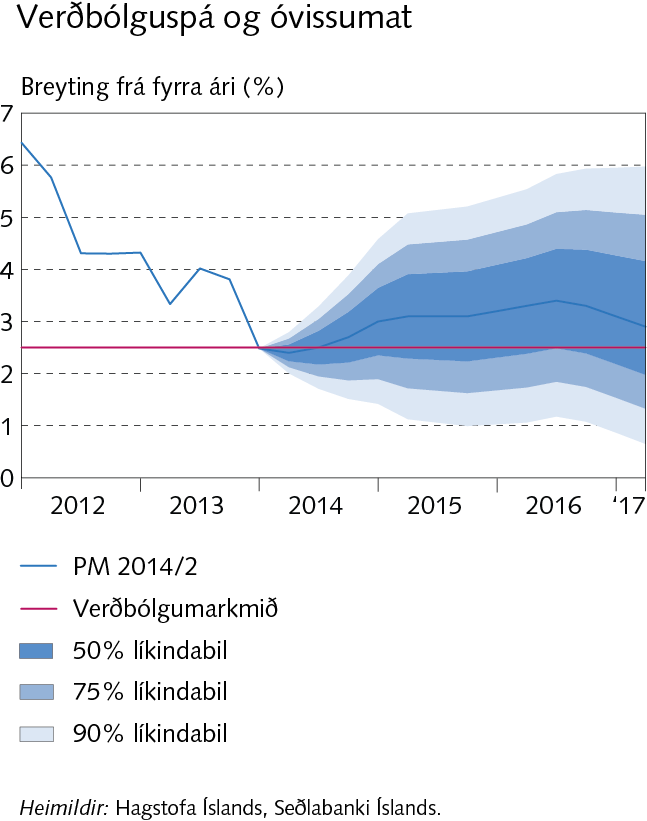 Verðbólguspá og óvissumat
Breyting frá fyrra ári (%)
7
6
5
4
3
2
1
0
2012 2013 2014 2015 2016 ‘17
PM 2014/2
Verðbólgumarkmið
50% líkindabil
75% líkindabil
90% líkindabil
Heimildir: Hagstofa Íslands, Seðlabanki Íslands.